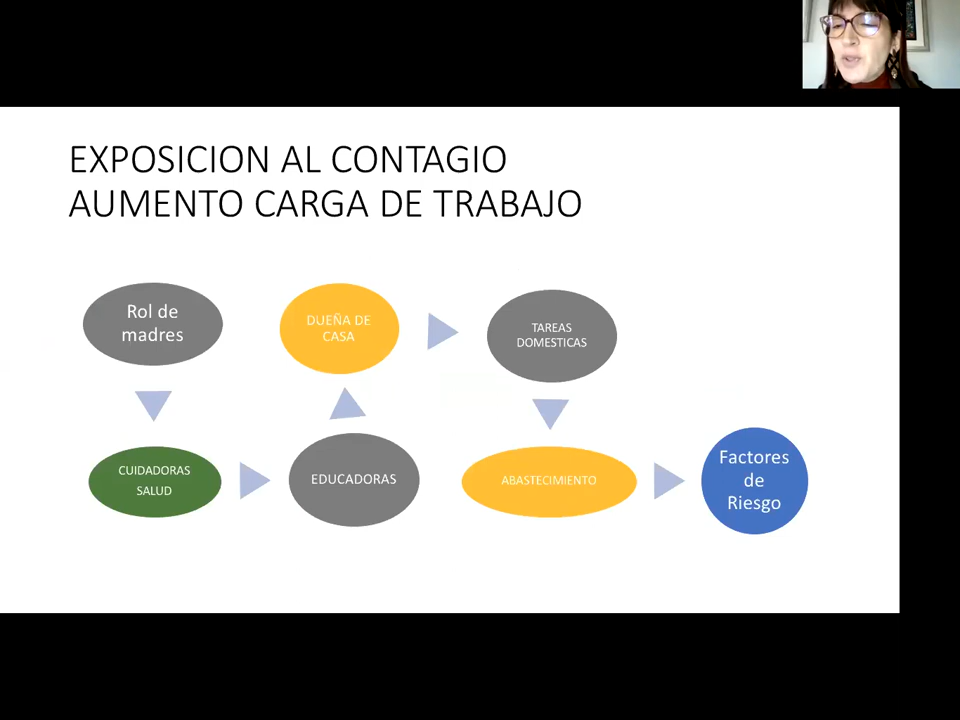 EXPOSICION AL CONTAGIO
AUMENTO CARGA DE TRABAJO
Rol de
madres
CUIDADORAS
SALUD
EDUCADORAS
DUEÑA DE
CASA
TAREAS
DOMESTICAS
ABASTECIMIENTO
Factores
de
Riesgo